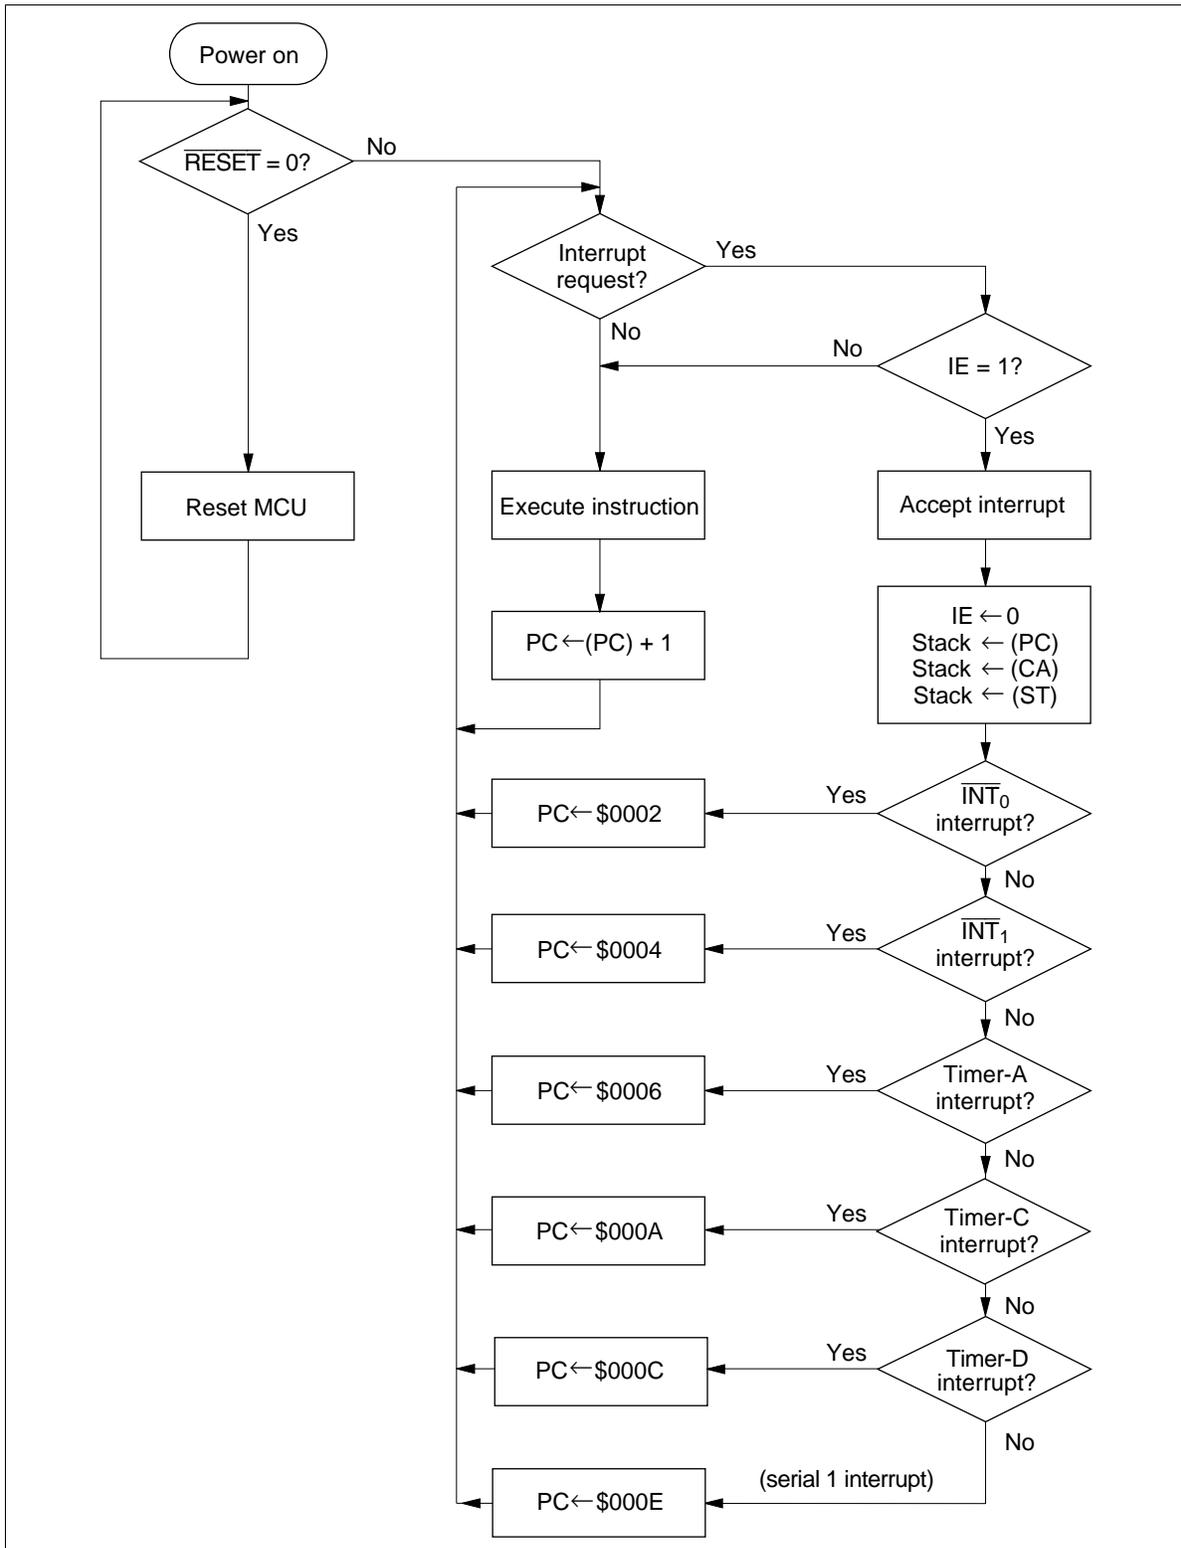 Power on
RESET = 0?
No
Yes
Interrupt
request?
Yes
No
No
IE = 1?
Yes
Reset MCU
Execute instruction
Accept interrupt
PC ← (PC) + 1
IE ← 0
Stack ← (PC)
Stack ← (CA)
Stack ← (ST)
PC ← $0002
Yes
INT0
interrupt?
No
PC ← $0004
Yes
INT1
interrupt?
No
PC ← $0006
Yes
Timer-A
interrupt?
No
PC ← $000A
Yes
Timer-C
interrupt?
No
PC ← $000C
Yes
Timer-D
interrupt?
No
PC ← $000E
(serial 1 interrupt)